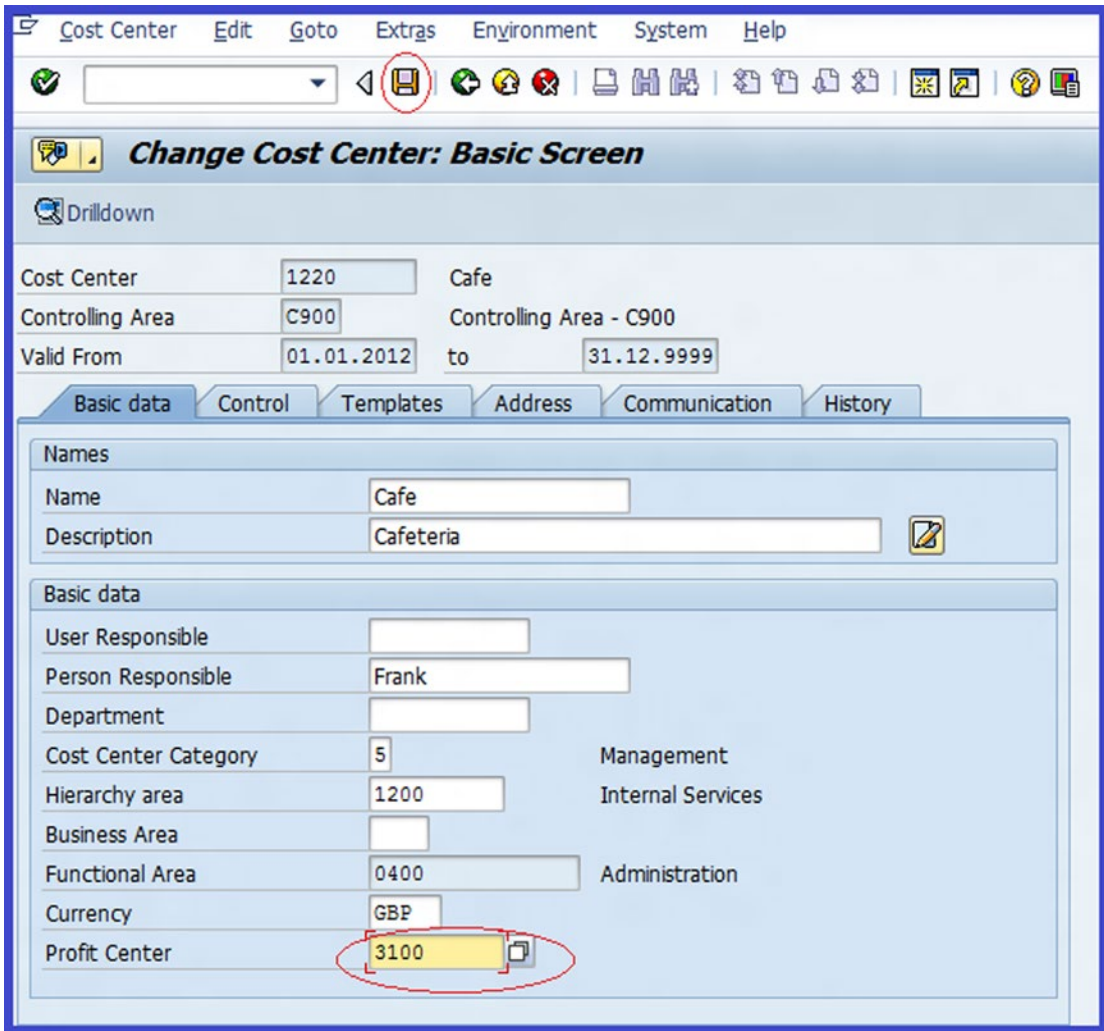 Cost Center Edit Goto Extras Environment System Help
Change Cost Center: Basic Screen
Drilldown
Cost Center 1220 Cafe
Controlling Area C900 Controlling Area - C900
Valid From 01.01.2012 to 31.12.9999
Basic data Control Templates Address Communication History
Names
Name Cafe
Description Cafeteria
Basic data
User Responsible
Person Responsible Frank
Department
Cost Center Category 5 Management
Hierarchy area 1200 Internal Services
Business Area
Functional Area 0400 Administration
Currency GBP
Profit Center 3100